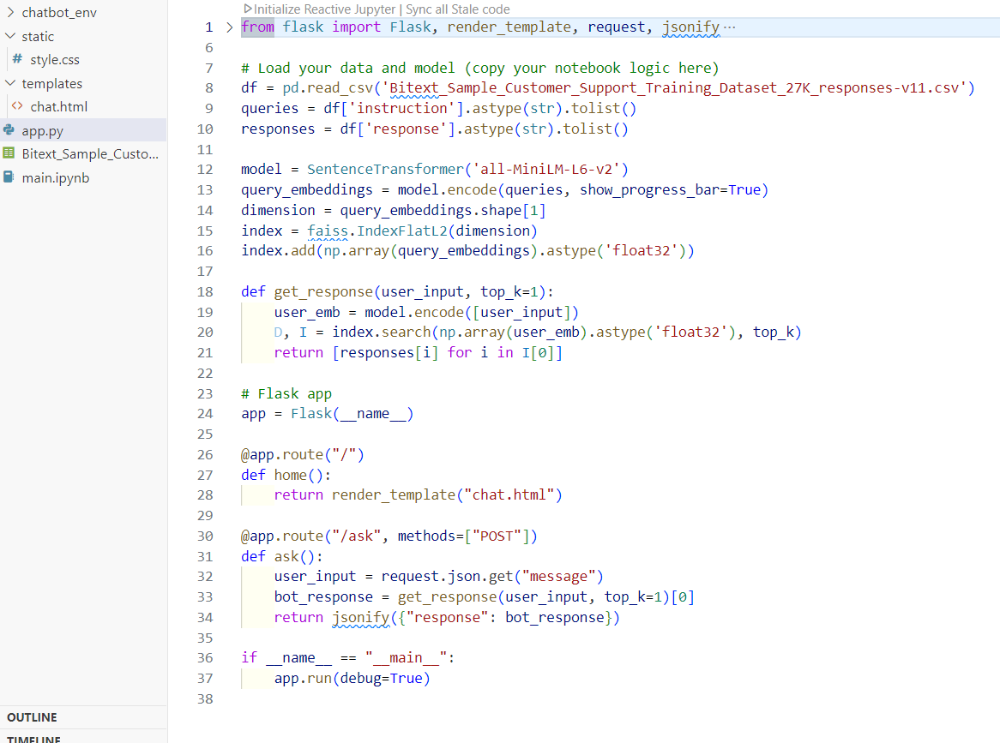 chatbot_env
static
# style.css
templates
<> chat.html
app.py
Bitext_Sample_Custo...
main.ipynb
OUTLINE
TIMELINE
Initialize Reactive Jupyter | Sync all Stale code
1 from flask import Flask, render_template, request, jsonify ...
6
7 # Load your data and model (copy your notebook logic here)
8 df = pd.read_csv('Bitext_Sample_Customer_Support_Training_Dataset_27K_responses-v11.csv')
9 queries = df['instruction'].astype(str).tolist()
10 responses = df['response'].astype(str).tolist()
11
12 model = SentenceTransformer('all-MiniLM-L6-v2')
13 query_embeddings = model.encode(queries, show_progress_bar=True)
14 dimension = query_embeddings.shape[1]
15 index = faiss.IndexFlatL2(dimension)
16 index.add(np.array(query_embeddings).astype('float32'))
17
18 def get_response(user_input, top_k=1):
19     user_emb = model.encode([user_input])
20     D, I = index.search(np.array(user_emb).astype('float32'), top_k)
21     return [responses[i] for i in I[0]]
22
23 # Flask app
24 app = Flask(__name__)
25
26 @app.route("/")
27 def home():
28     return render_template("chat.html")
29
30 @app.route("/ask", methods=["POST"])
31 def ask():
32     user_input = request.json.get("message")
33     bot_response = get_response(user_input, top_k=1)[0]
34     return jsonify({"response": bot_response})
35
36 if __name__ == "__main__":
37     app.run(debug=True)
38